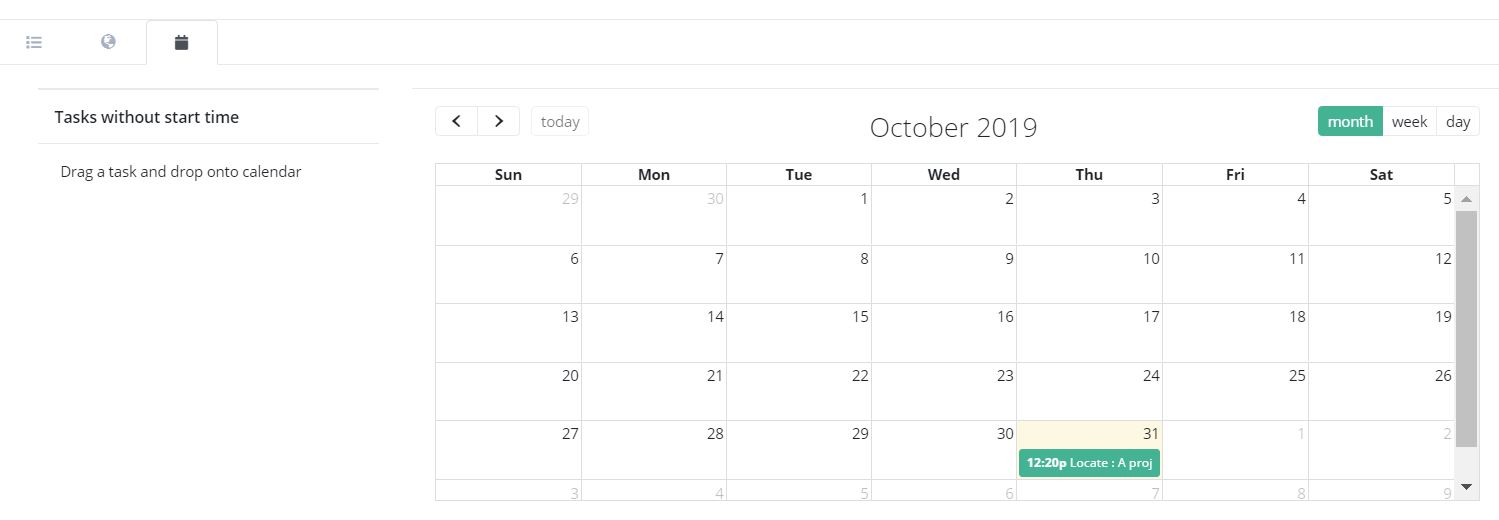 Tasks without start time
Drag a task and drop onto calendar
today
October 2019
month week day
Sun Mon Tue Wed Thu Fri Sat
29 30 1 2 3 4 5
6 7 8 9 10 11 12
13 14 15 16 17 18 19
20 21 22 23 24 25 26
27 28 29 30 31 1 2
12:20p Locate : A proj
3 4 5 6 7 8 9